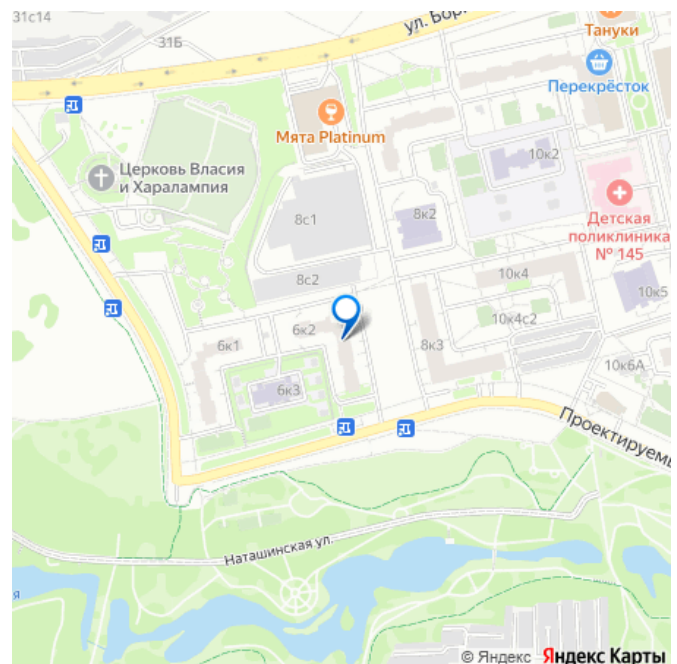 31с14
31Б
ул. Бор
Тануки
Перекрёсток
Мята Platinum
10к2
Церковь Власия
и Харалампия
8с1
8к2
Детская
поликлиника
№ 145
8с2
10к4
10к5
6к2
6к1
8к3
10к4с2
10к6А
6к3
Проектируемы
Наташинская ул.
я
© Яндекс Яндекс Карты